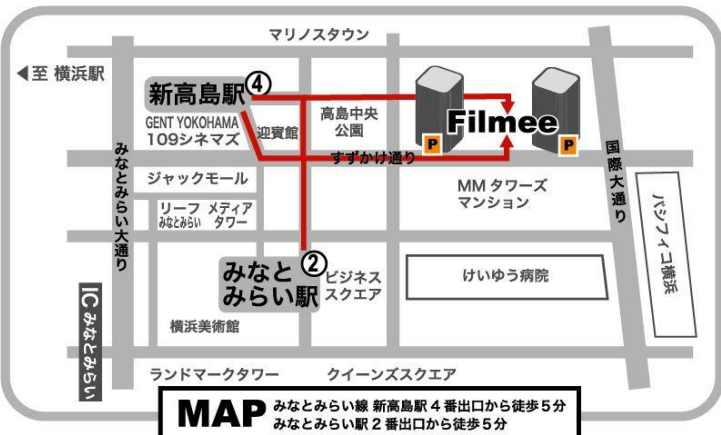 マリノスタウン
◀至 横浜駅
新高島駅④
GENT YOKOHAMA
109シネマズ
迎賓館
高島中央
公園
Filmee
P
P
すずかけ通り
みなとみらい大通り
国際大通り
ジャックモール
MMタワーズ
マンション
リーフ
みなとみらい
メディア
タワー
パシフィコ横浜
②
みなと
みらい駅
ビジネス
スクエア
けいゆう病院
ICみなとみらい
横浜美術館
ランドマークタワー
クイーンズスクエア
MAP
みなとみらい線 新高島駅4番出口から徒歩5分
みなとみらい駅2番出口から徒歩5分